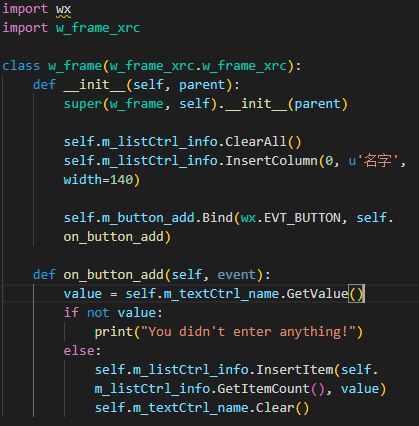 import wx
import w_frame_xrc
class w_frame(w_frame_xrc.w_frame_xrc):
def __init__(self, parent):
super(w_frame, self).__init__(parent)
self.m_listCtrl_info.ClearAll()
self.m_listCtrl_info.InsertColumn(0, u'名字',
width=140)
self.m_button_add.Bind(wx.EVT_BUTTON, self.
on_button_add)
def on_button_add(self, event):
value = self.m_textCtrl_name.GetValue()
if not value:
print("You didn't enter anything!")
else:
self.m_listCtrl_info.InsertItem(self.
m_listCtrl_info.GetItemCount(), value)
self.m_textCtrl_name.Clear()